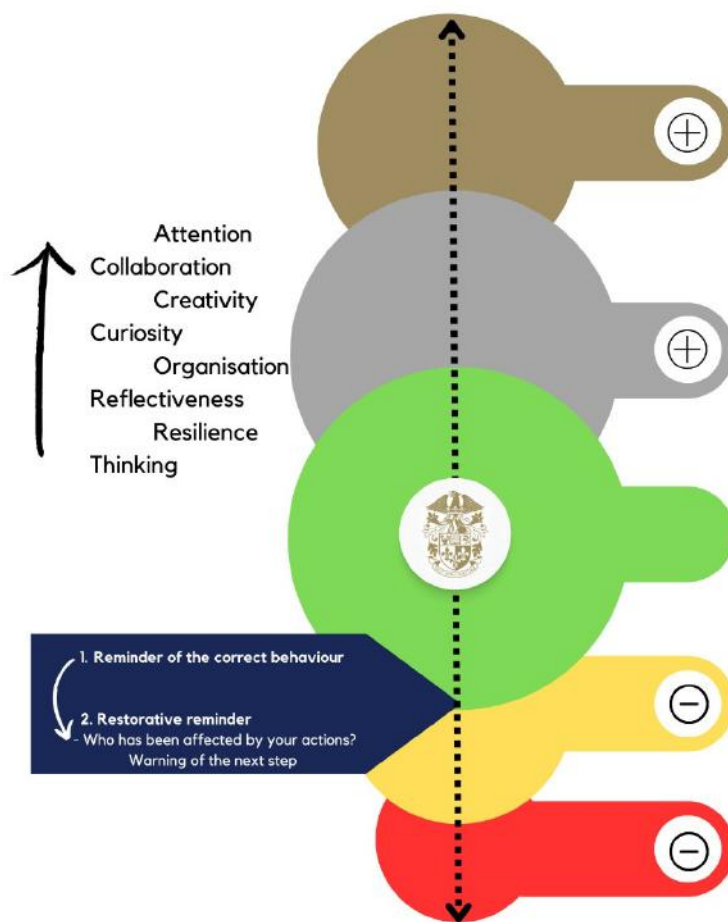 Attention
Collaboration
Creativity
Curiosity
Organisation
Reflectiveness
Resilience
Thinking
1. Reminder of the correct behaviour
2. Restorative reminder
- Who has been affected by your actions?
Warning of the next step